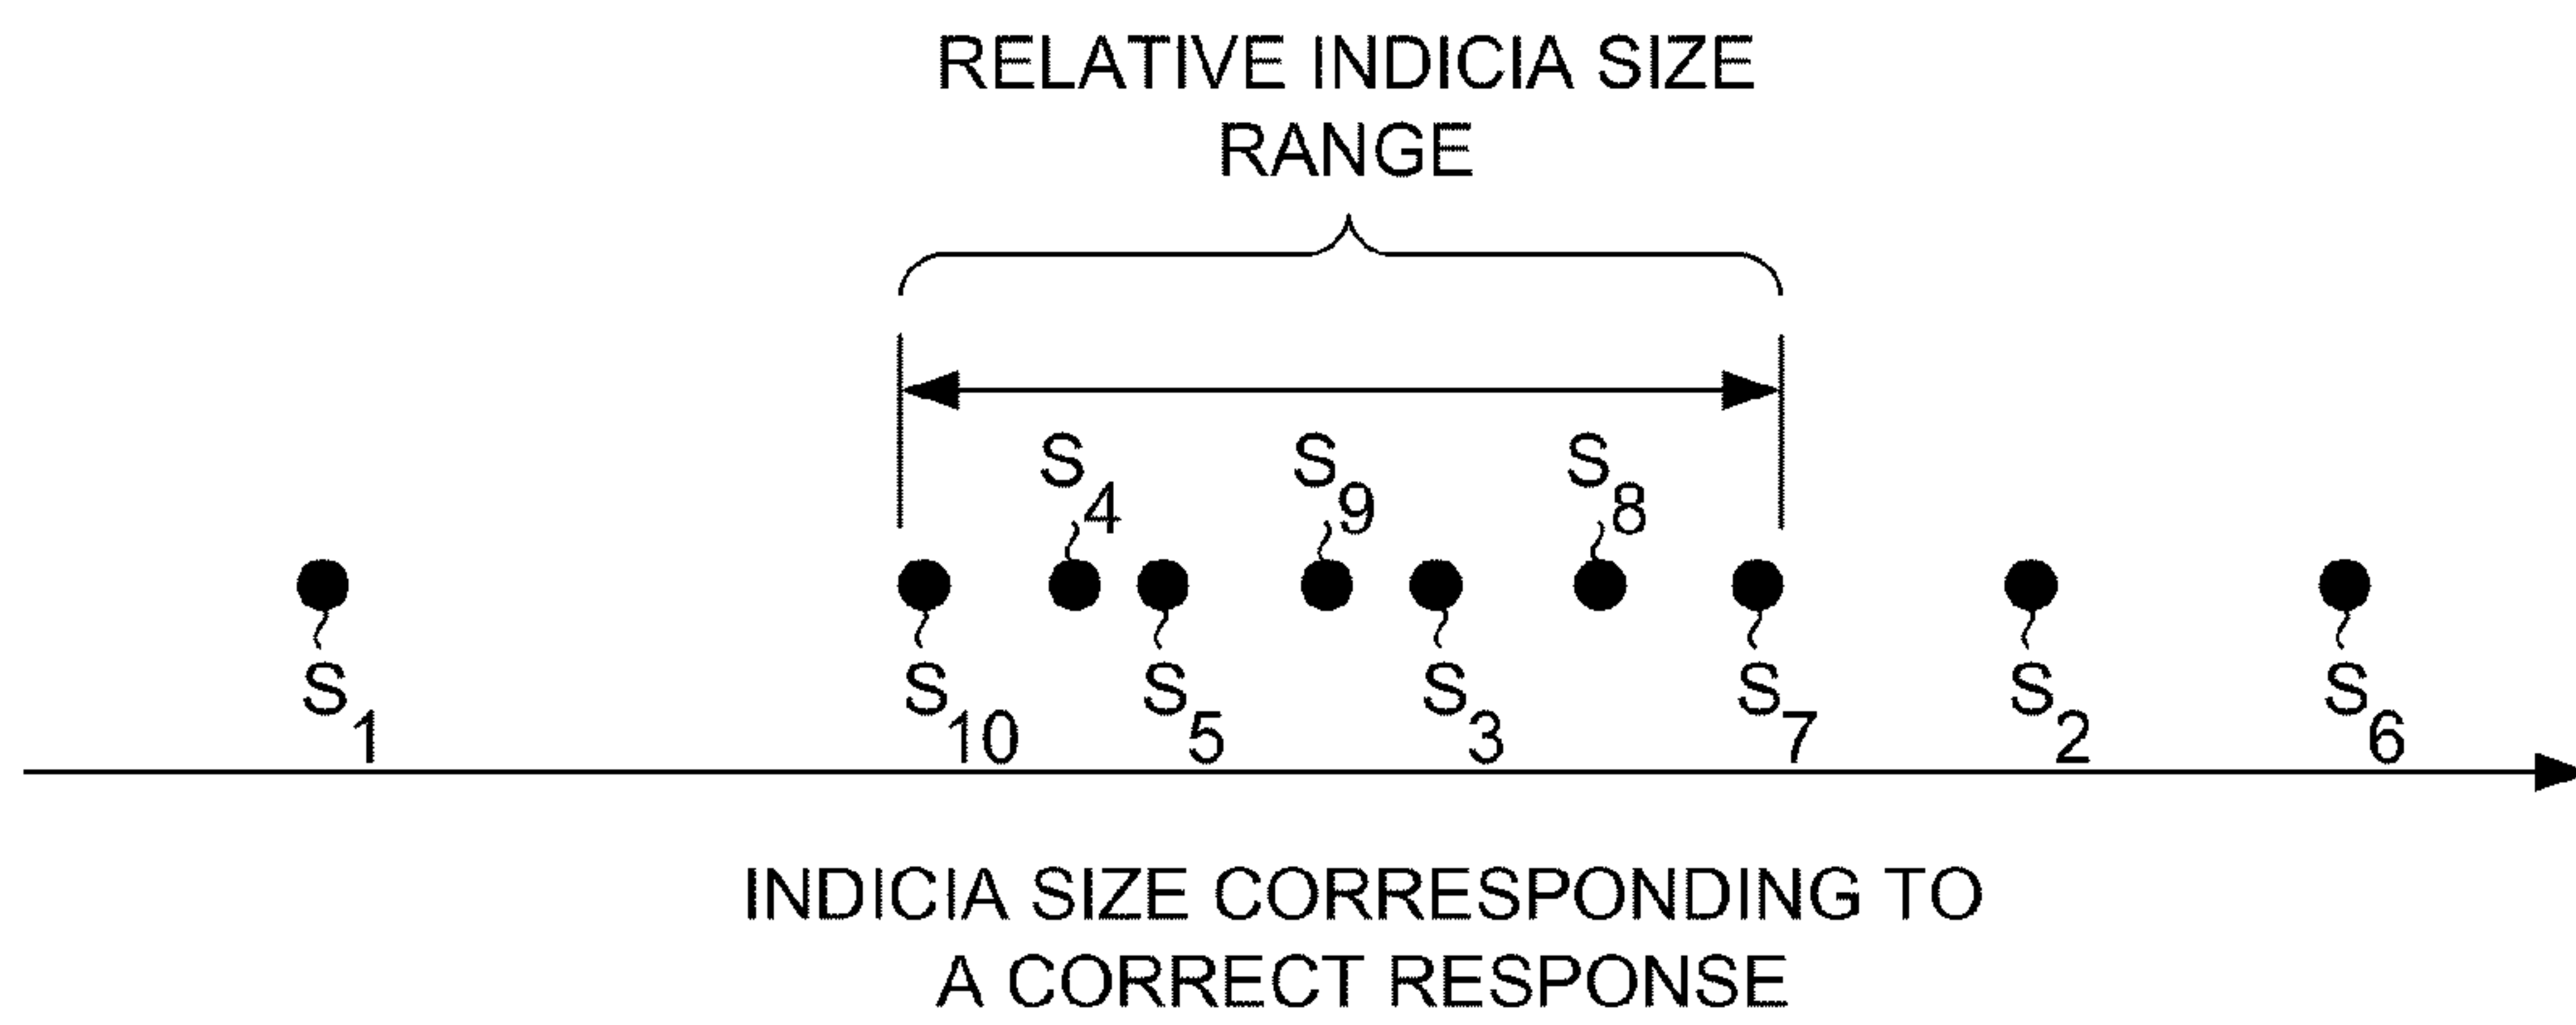 RELATIVE INDICIA SIZE
RANGE
S4 S9 S8
S1 S10 S5 S3 S7 S2 S6
INDICIA SIZE CORRESPONDING TO
A CORRECT RESPONSE